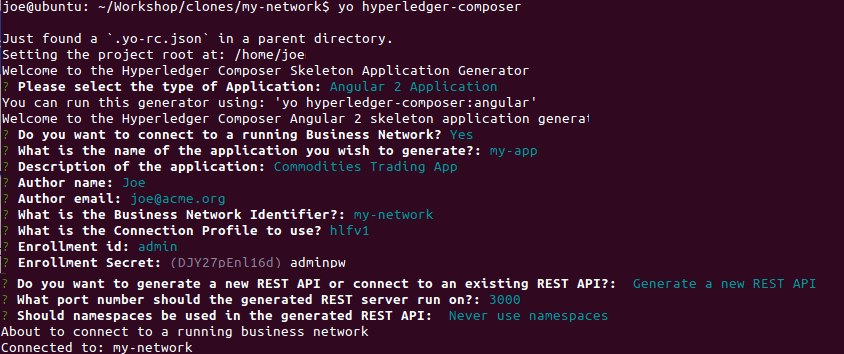 joe@ubuntu: ~/Workshop/clones/my-network$ yo hyperledger-composer
Just found a `.yo-rc.json` in a parent directory.
Setting the project root at: /home/joe
Welcome to the Hyperledger Composer Skeleton Application Generator
? Please select the type of Application: Angular 2 Application
You can run this generator using: 'yo hyperledger-composer:angular'
Welcome to the Hyperledger Composer Angular 2 skeleton application generat
? Do you want to connect to a running Business Network? Yes
? What is the name of the application you wish to generate?: my-app
? Description of the application: Commodities Trading App
? Author name: Joe
? Author email: joe@acme.org
? What is the Business Network Identifier?: my-network
? What is the Connection Profile to use? hlfv1
? Enrollment id: admin
? Enrollment Secret: (DJY27pEnl16d) adminpw
? Do you want to generate a new REST API or connect to an existing REST API?:  Generate a new REST API
? What port number should the generated REST server run on?: 3000
? Should namespaces be used in the generated REST API:  Never use namespaces
About to connect to a running business network
Connected to: my-network